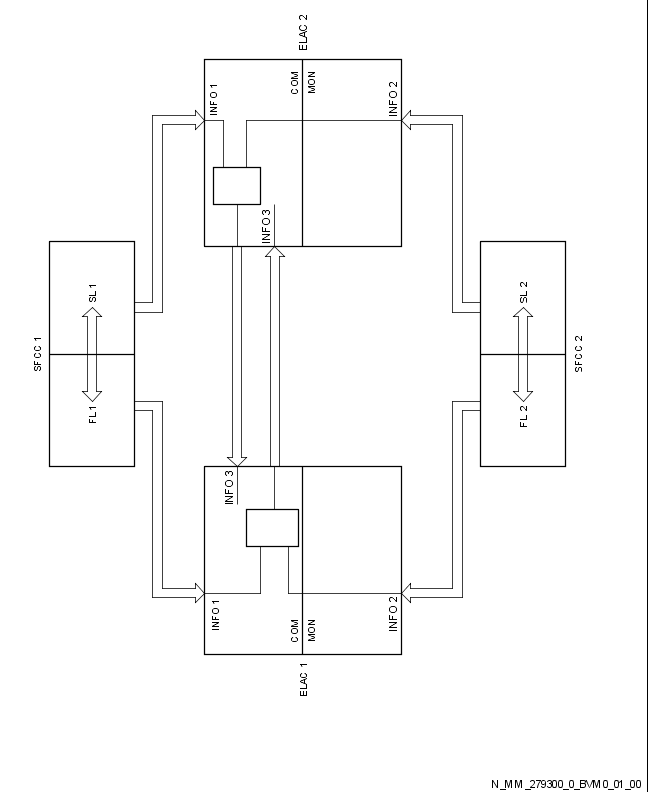 ELAC 2
INFO 1
COM
MON
INFO 2
INFO 3
SFCC 1
SL 1
FL 1
SL 2
FL 2
SFCC 2
INFO 3
INFO 1
COM
MON
INFO 2
ELAC 1
N_MM_279300_0_BVM0_01_00